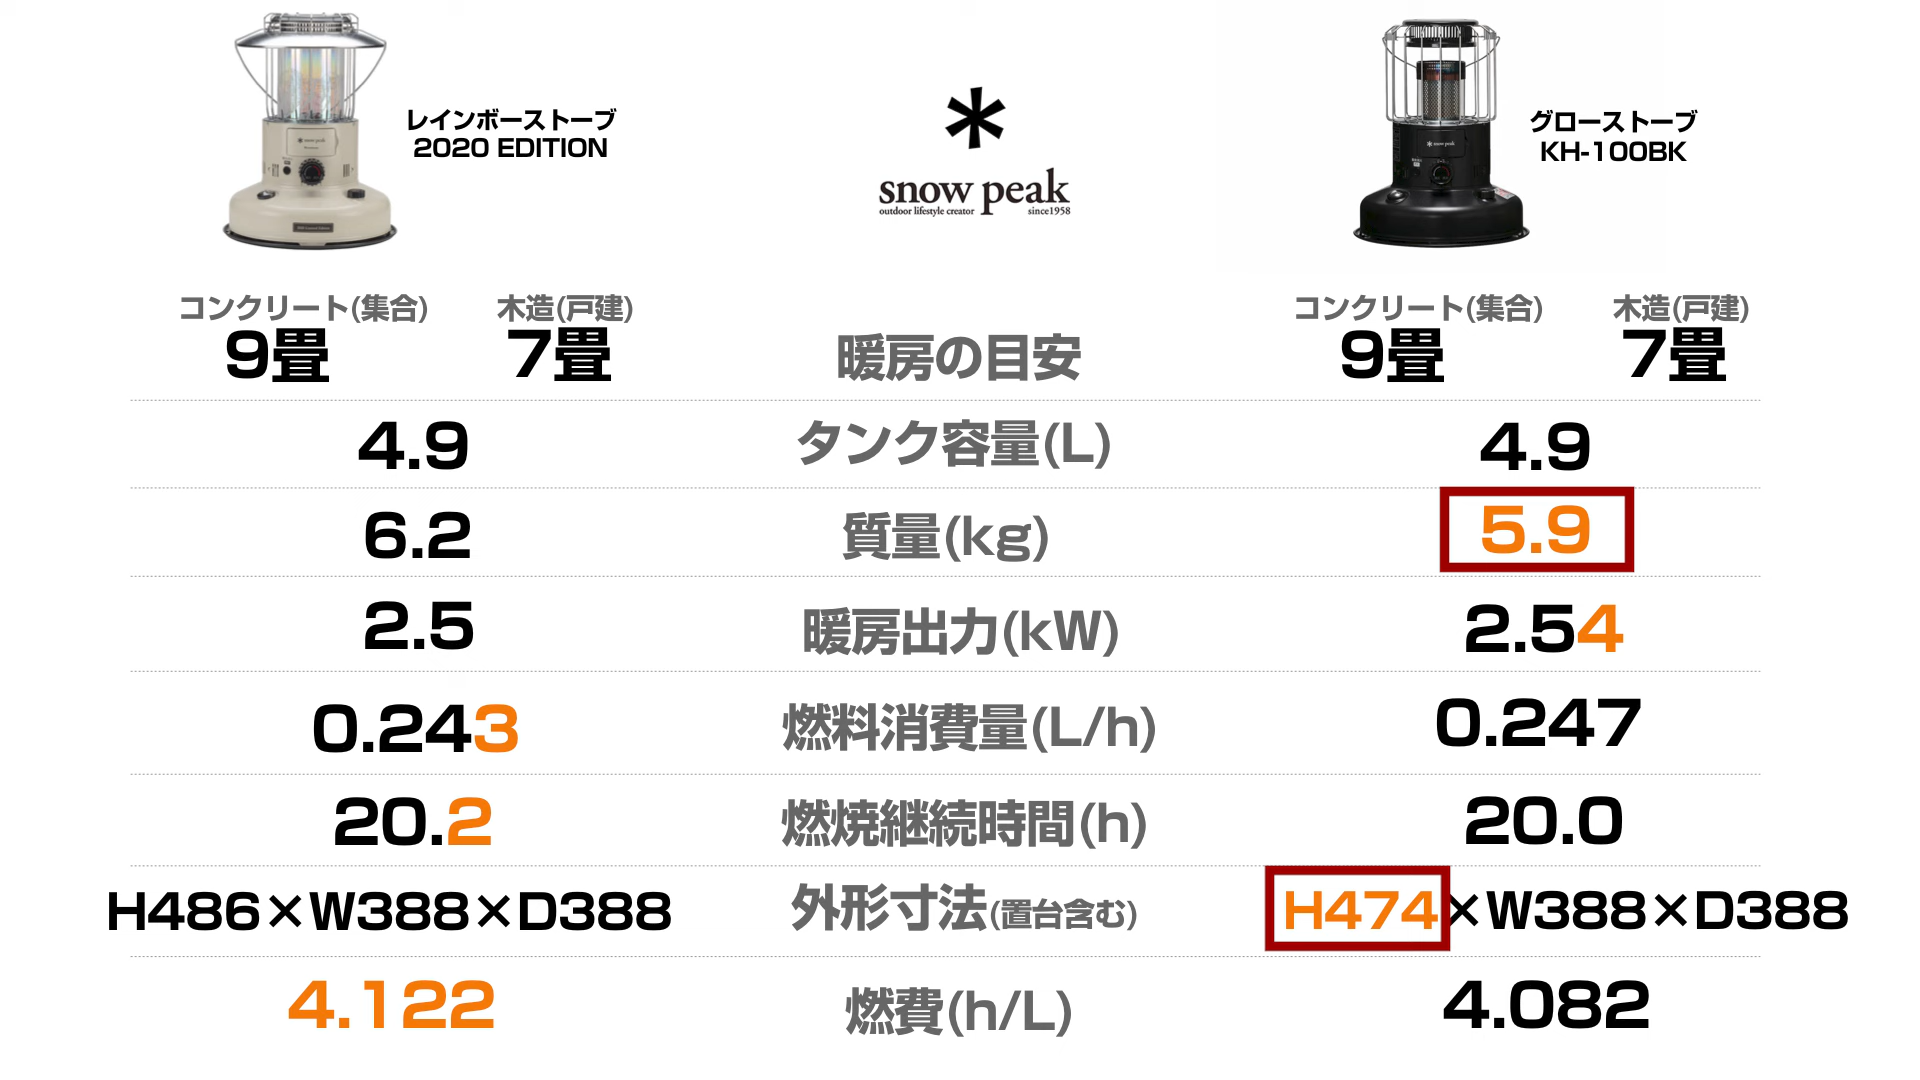 レインボーストーブ
2020 EDITION
snow peak
outdoor lifestyle creator since1958
グローストーブ
KH-100BK
snow peak
snow peak
コンクリート(集合) 木造(戸建) コンクリート(集合) 木造(戸建)
9畳 7畳 暖房の目安 9畳 7畳
4.9 タンク容量(L) 4.9
6.2 質量(kg) 5.9
2.5 暖房出力(kW) 2.54
0.243 燃料消費量(L/h) 0.247
20.2 燃焼継続時間(h) 20.0
H486×W388×D388 外形寸法(置台含む) H474×W388×D388
4.122 燃費(h/L) 4.082